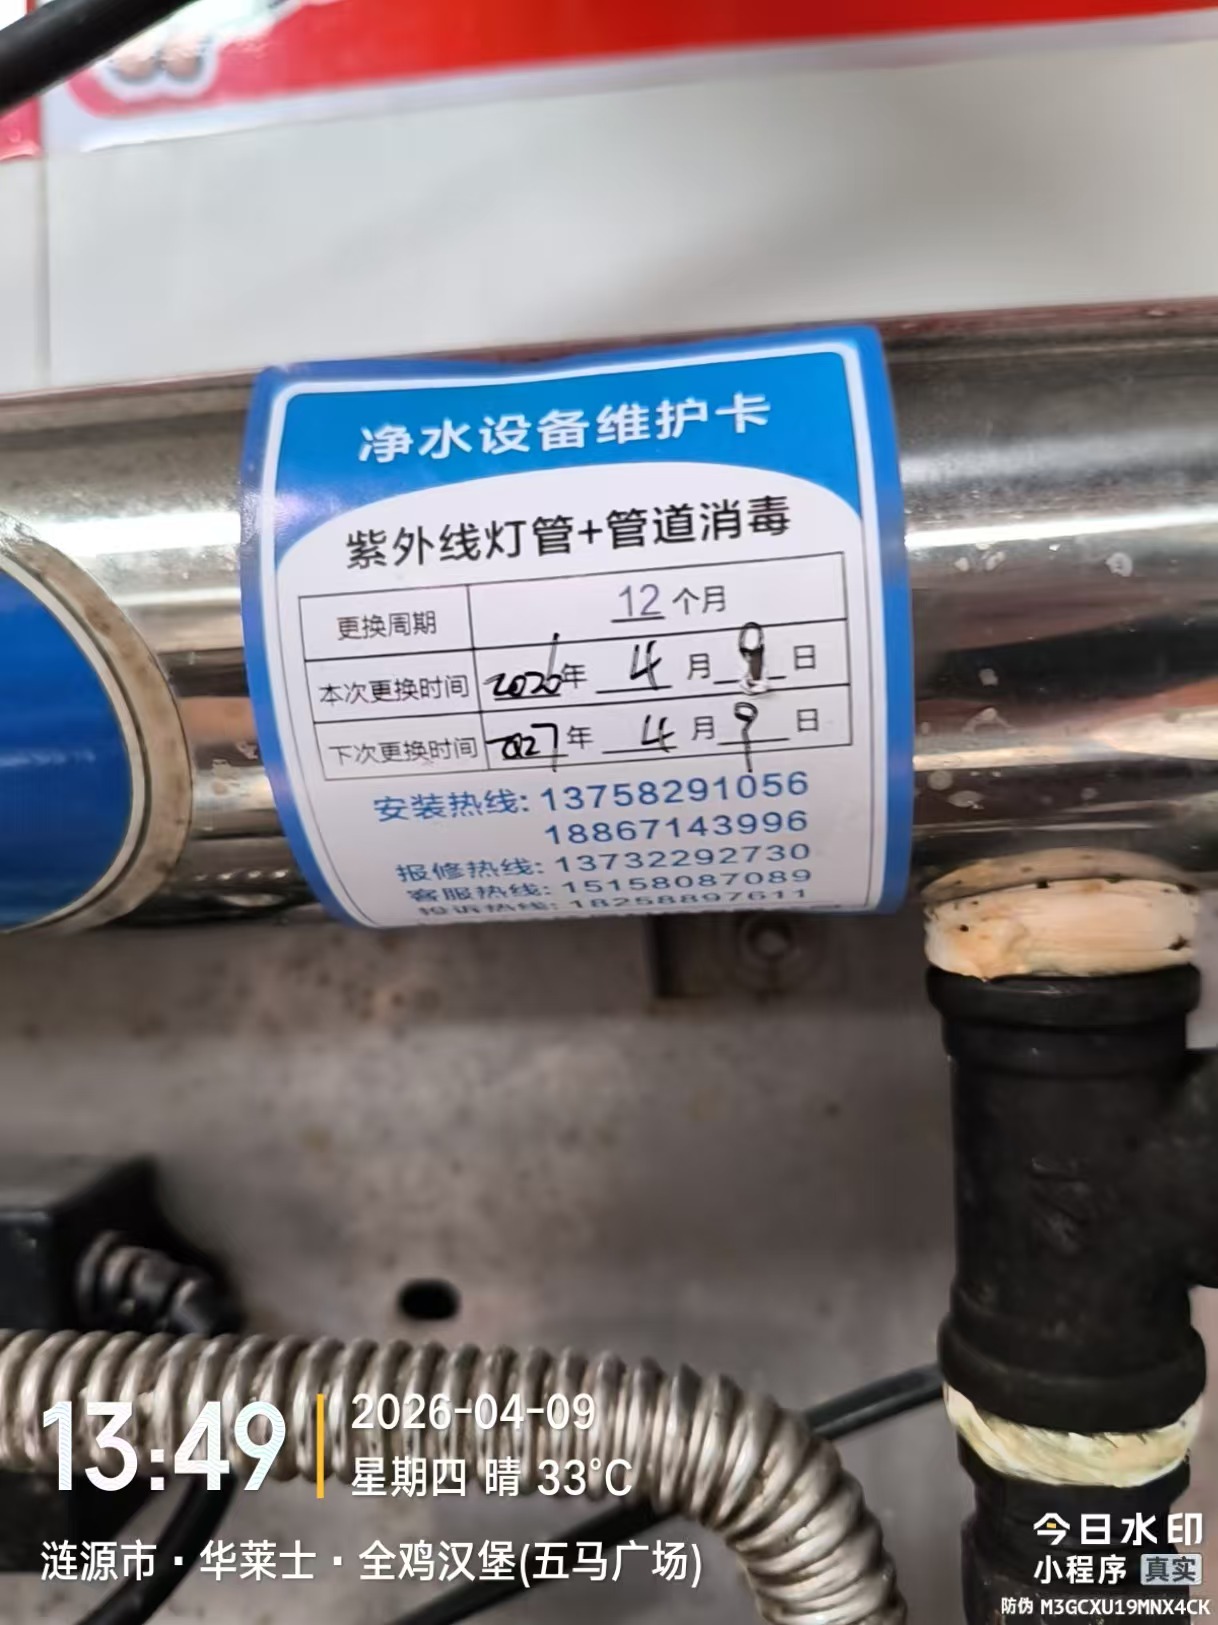 净水设备维护卡
紫外线灯管+管道消毒
更换周期 12 个月
本次更换时间 2026年 4 月 9 日
下次更换时间 2027年 4 月 9 日
安装热线: 13758291056
18867143996
报修热线: 13732292730
客服热线: 15158087089
投诉热线: 18258897611
13:49
2026-04-09
星期四 晴 33℃
涟源市·华莱士·全鸡汉堡(五马广场)
今日水印
小程序 真实
防伪 M3GCXU19MNX4CK